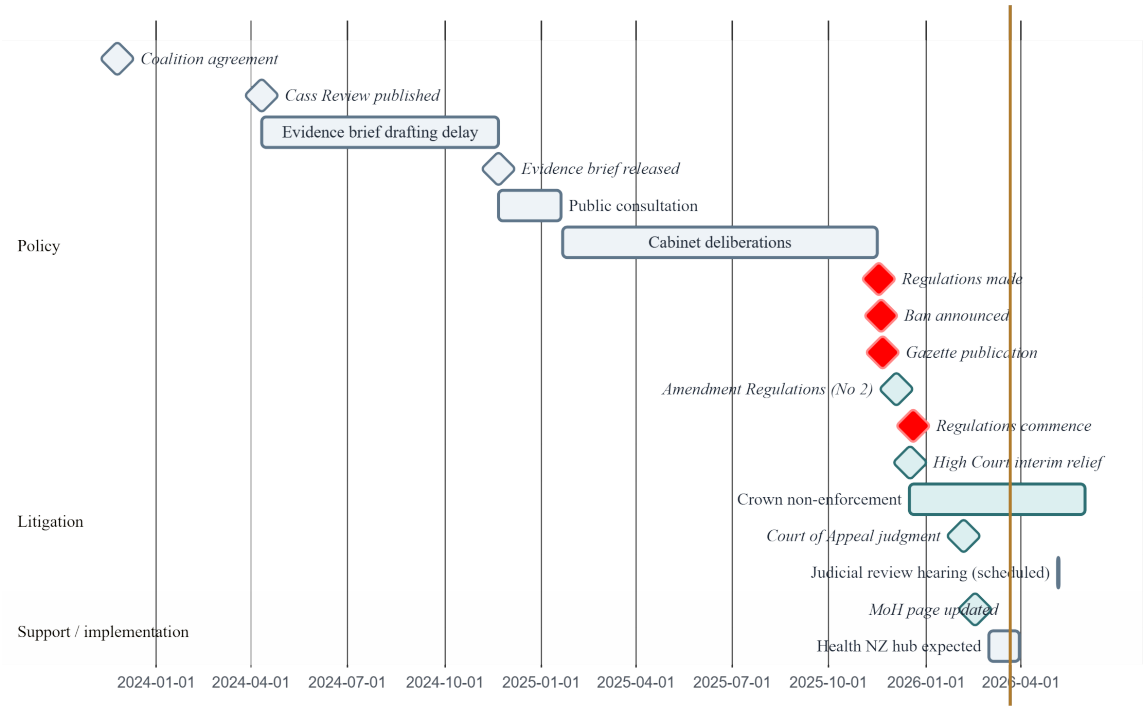 Coalition agreement
Cass Review published
Evidence brief drafting delay
Evidence brief released
Public consultation
Policy
Cabinet deliberations
Regulations made
Ban announced
Gazette publication
Amendment Regulations (No 2)
Regulations commence
High Court interim relief
Crown non-enforcement
Litigation
Court of Appeal judgment
Judicial review hearing (scheduled)
MoH page updated
Support / implementation
Health NZ hub expected
2024-01-01 2024-04-01 2024-07-01 2024-10-01 2025-01-01 2025-04-01 2025-07-01 2025-10-01 2026-01-01 2026-04-01